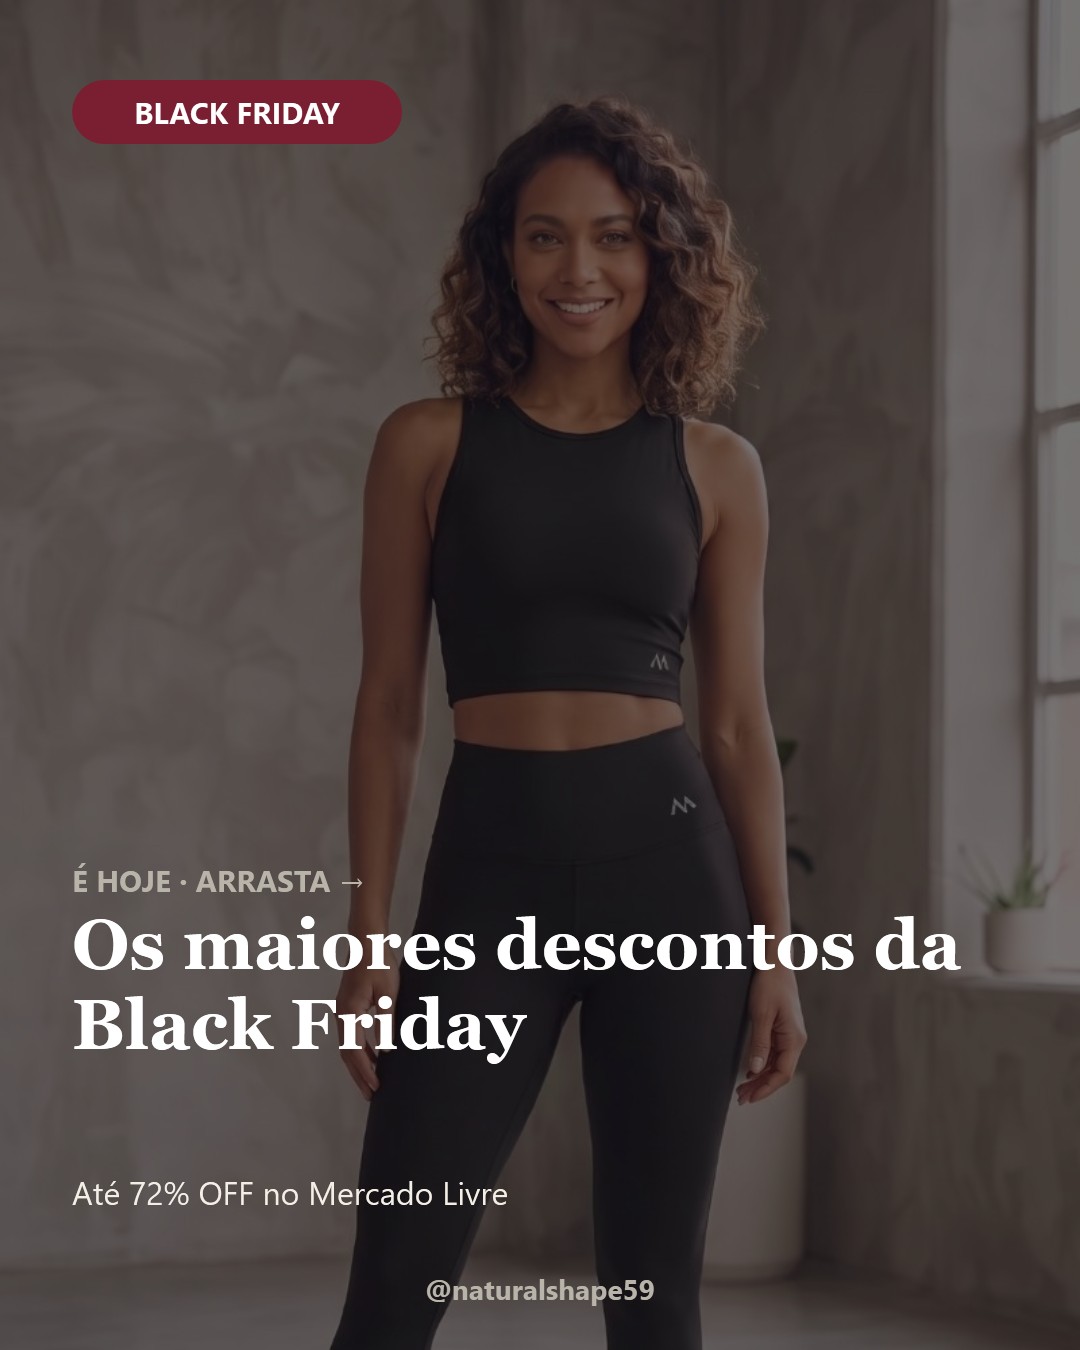 BLACK FRIDAY
É HOJE · ARRASTA →
Os maiores descontos da
Black Friday
Até 72% OFF no Mercado Livre
@naturalshape59